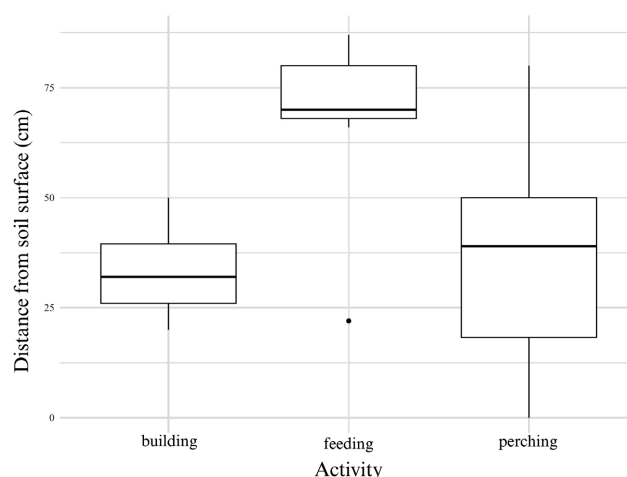 Distance from soil surface (cm)
75
50
25
0
building
feeding
perching
Activity